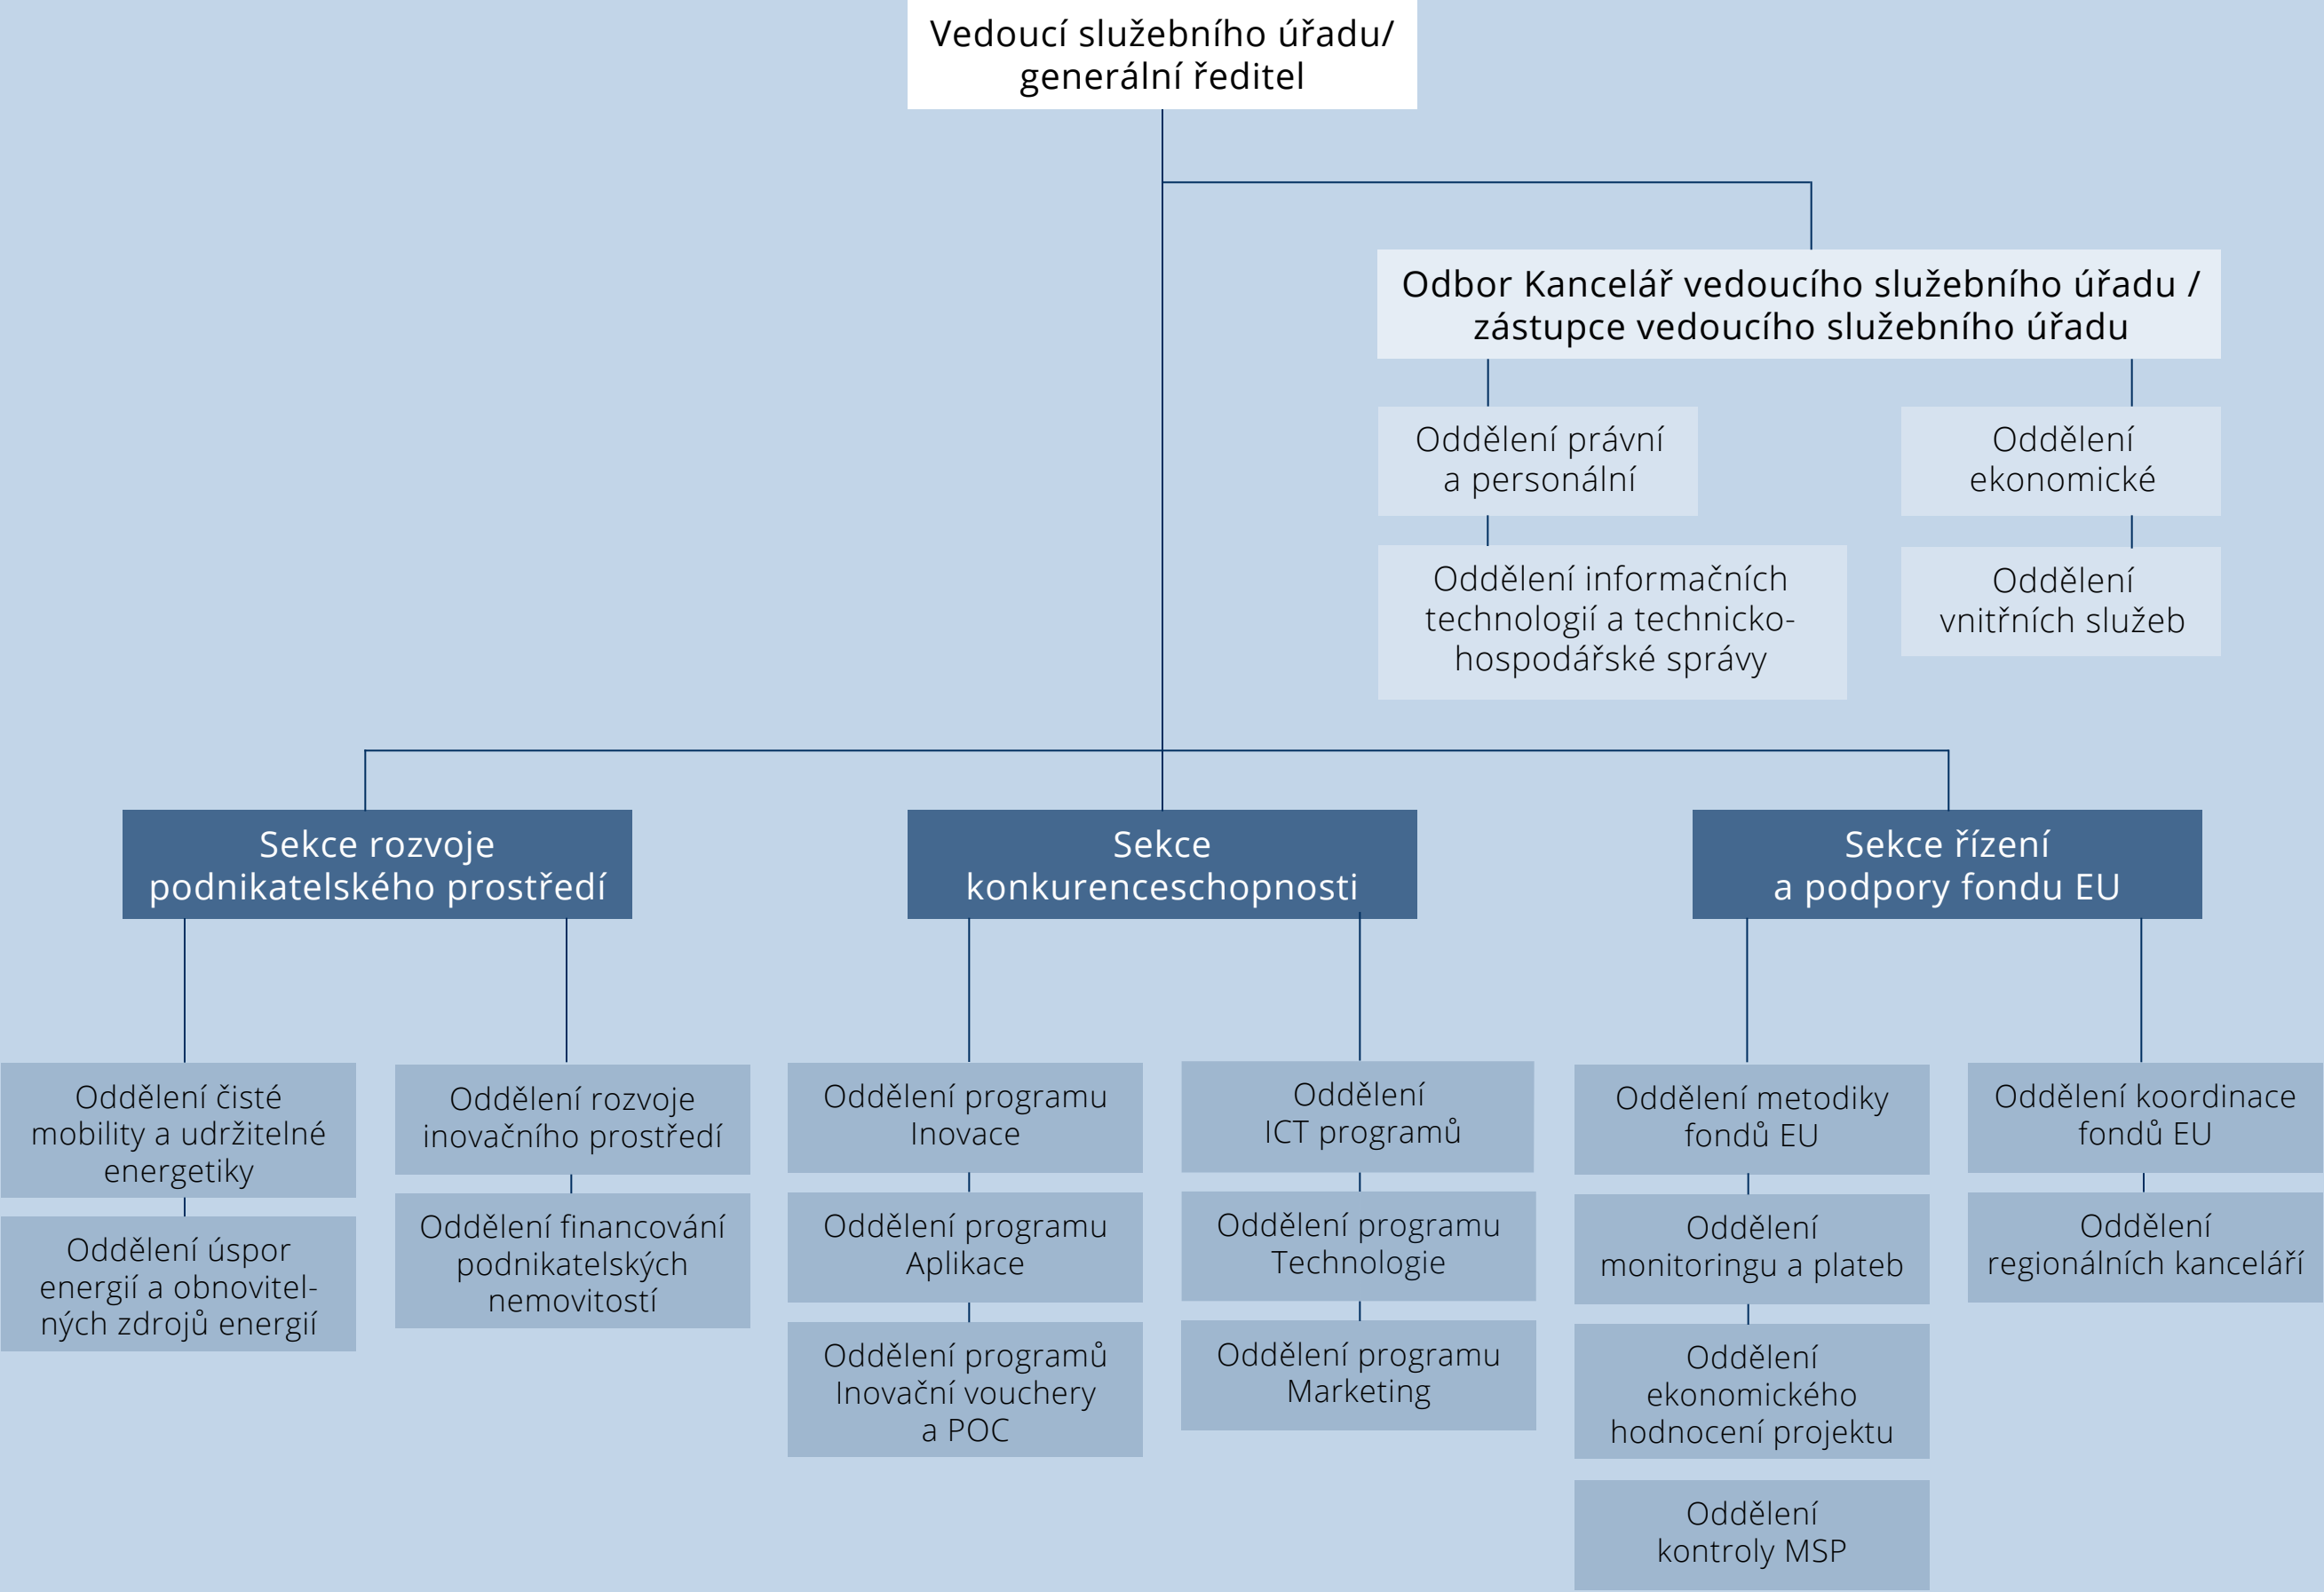 Vedoucí služebního úřadu/
generální ředitel
Odbor Kancelář vedoucího služebního úřadu /
zástupce vedoucího služebního úřadu
Oddělení právní
a personální
Oddělení
ekonomické
Oddělení informačních
technologií a technicko-
hospodářské správy
Oddělení
vnitřních služeb
Sekce rozvoje
podnikatelského prostředí
Sekce
konkurenceschopnosti
Sekce řízení
a podpory fondu EU
Oddělení čisté
mobility a udržitelné
energetiky
Oddělení úspor
energií a obnovitel-
ných zdrojů energií
Oddělení rozvoje
inovačního prostředí
Oddělení financování
podnikatelských
nemovitostí
Oddělení programu
Inovace
Oddělení programu
Aplikace
Oddělení programů
Inovační vouchery
a POC
Oddělení
ICT programů
Oddělení programu
Technologie
Oddělení programu
Marketing
Oddělení metodiky
fondů EU
Oddělení
monitoringu a plateb
Oddělení
ekonomického
hodnocení projektu
Oddělení
kontroly MSP
Oddělení koordinace
fondů EU
Oddělení
regionálních kanceláří